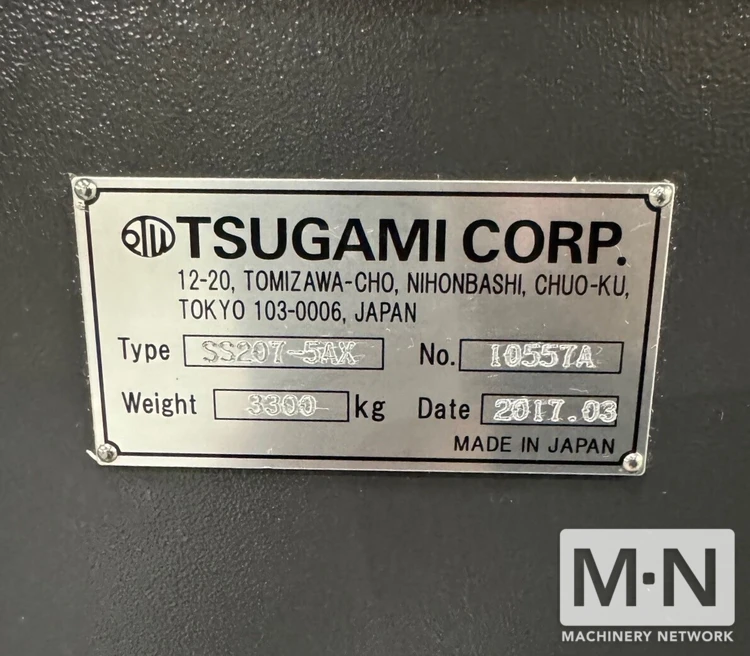 TSUGAMI CORP.
12-20, TOMIZAWA-CHO, NIHONBASHI, CHUO-KU,
TOKYO 103-0006, JAPAN
Type SS207-5AX No. I0557A
Weight 3300 kg Date 2017.03
MADE IN JAPAN
M·N
MACHINERY NETWORK